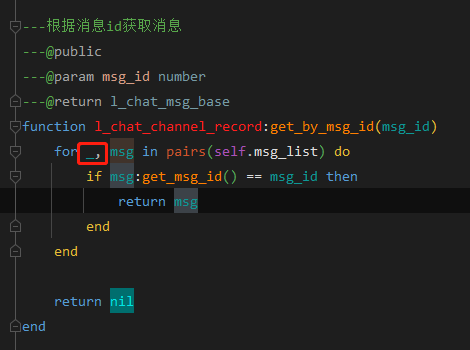 ---根据消息id获取消息
---@public
---@param msg_id number
---@return l_chat_msg_base
function l_chat_channel_record:get_by_msg_id(msg_id)
for _, msg in pairs(self.msg_list) do
if msg:get_msg_id() == msg_id then
return msg
end
end
return nil
end